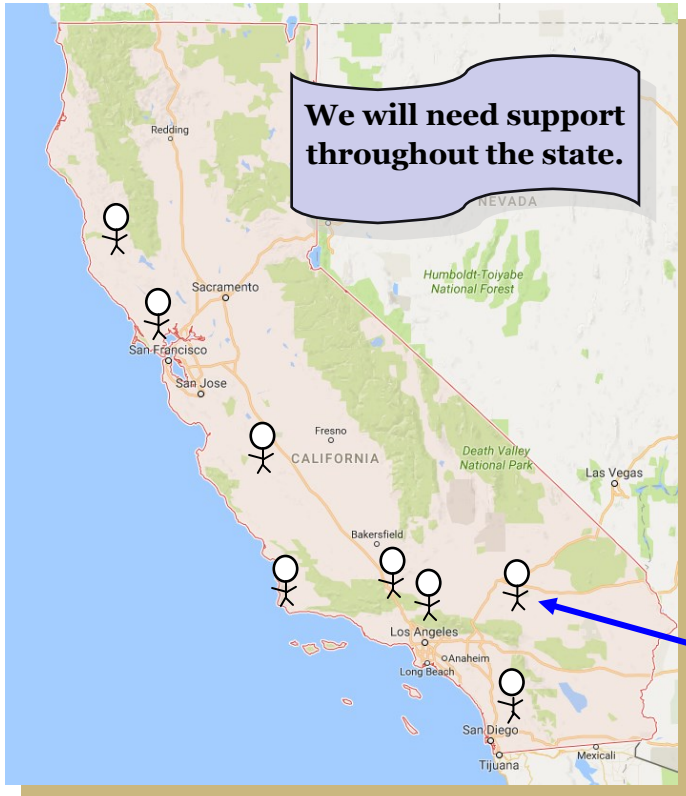 We will need support
throughout the state.
NEVADA
Redding
Humboldt-Toiyabe
National Forest
Sacramento
San Francisco
San Jose
Fresno
CALIFORNIA
Death Valley
National Park
Las Vegas
Bakersfield
Los Angeles
Anaheim
Long Beach
San Diego
Mexicali
Tijuana